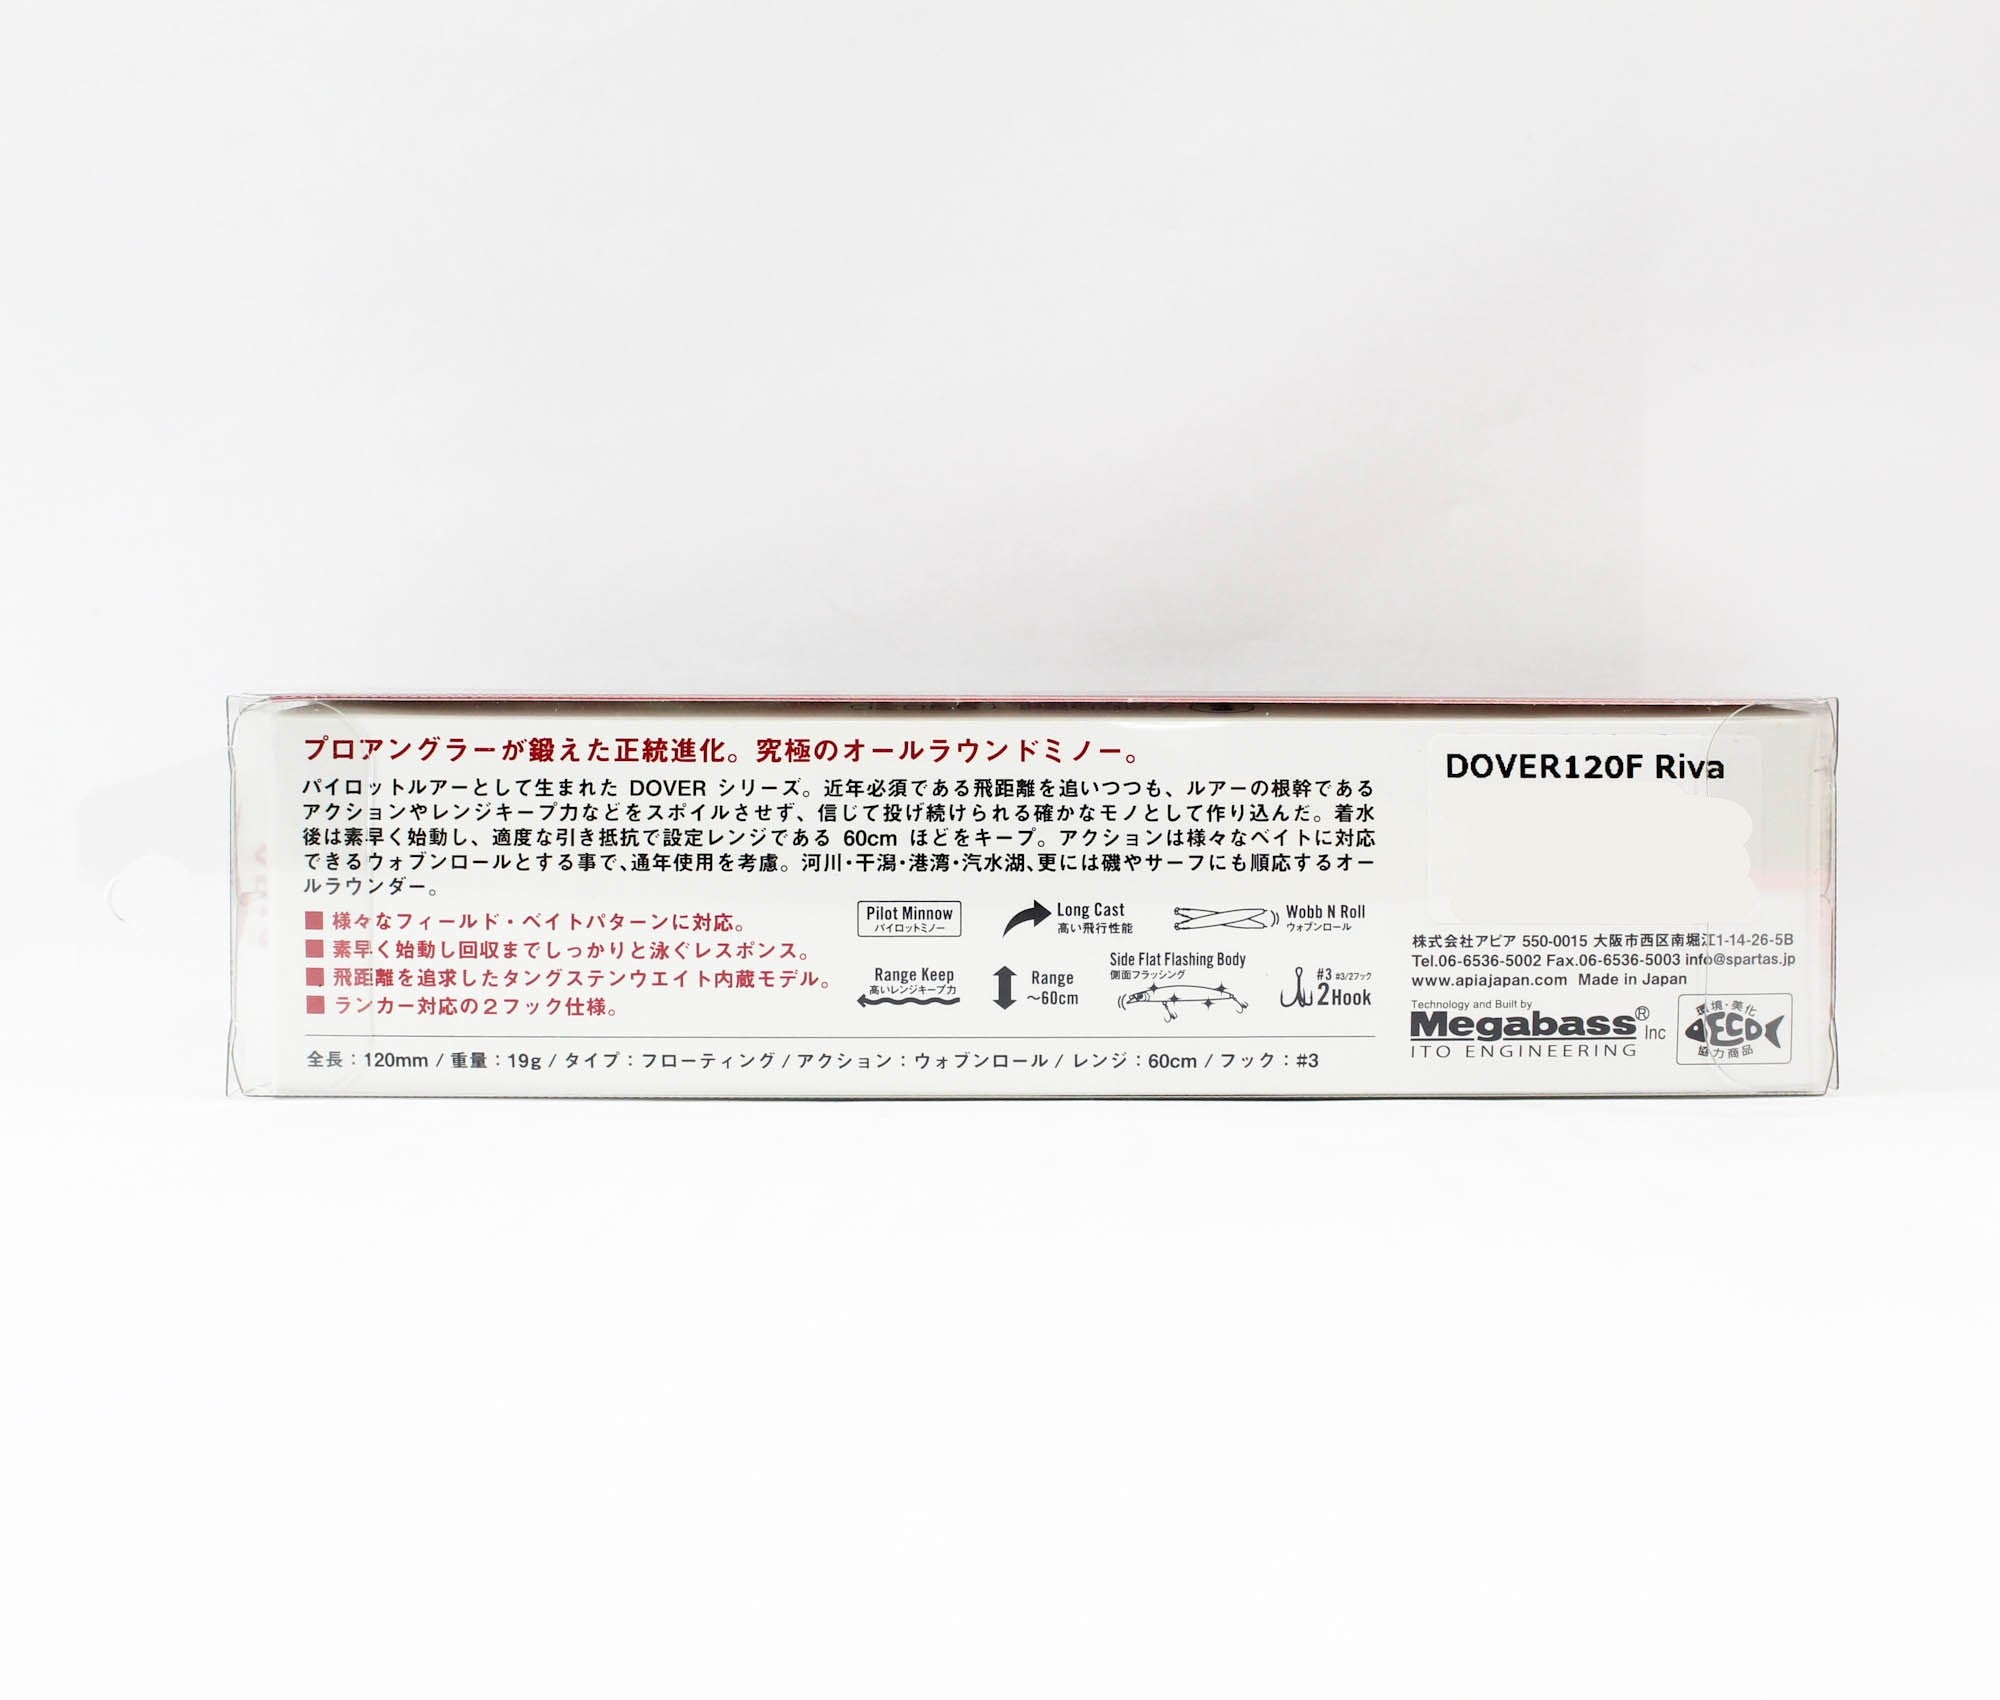 プロアングラーが鍛えた正統進化。究極のオールラウンドミノー。
パイロットルアーとして生まれた DOVER シリーズ。近年必須である飛距離を追いつつも、ルアーの根幹である
アクションやレンジキープ力などをスポイルさせず、信じて投げ続けられる確かなモノとして作り込んだ。着水
後は素早く始動し、適度な引き抵抗で設定レンジである 60cm ほどをキープ。アクションは様々なベイトに対応
できるウォブンロールとする事で、通年使用を考慮。河川・干潟・港湾・汽水湖、更には磯やサーフにも順応するオー
ルラウンダー。
■ 様々なフィールド・ベイトパターンに対応。
■ 素早く始動し回収までしっかりと泳ぐレスポンス。
■ 飛距離を追求したタングステンウエイト内蔵モデル。
■ ランカー対応の２フック仕様。
Pilot Minnow
パイロットミノー
Long Cast
高い飛行性能
Wobb N Roll
ウォブンロール
Range Keep
高いレンジキープ力
Range
～60cm
Side Flat Flashing Body
側面フラッシング
#3 #3/2フック
2Hook
全長：120mm / 重量：19g / タイプ：フローティング / アクション：ウォブンロール / レンジ：60cm / フック：#3
DOVER120F Riva
株式会社アピア 550-0015 大阪市西区南堀江1-14-26-5B
Tel.06-6536-5002 Fax.06-6536-5003 info@spartas.jp
www.apiajapan.com Made in Japan
Technology and Built by
Megabass® Inc
ITO ENGINEERING
環境・美化
ECO
協力商品